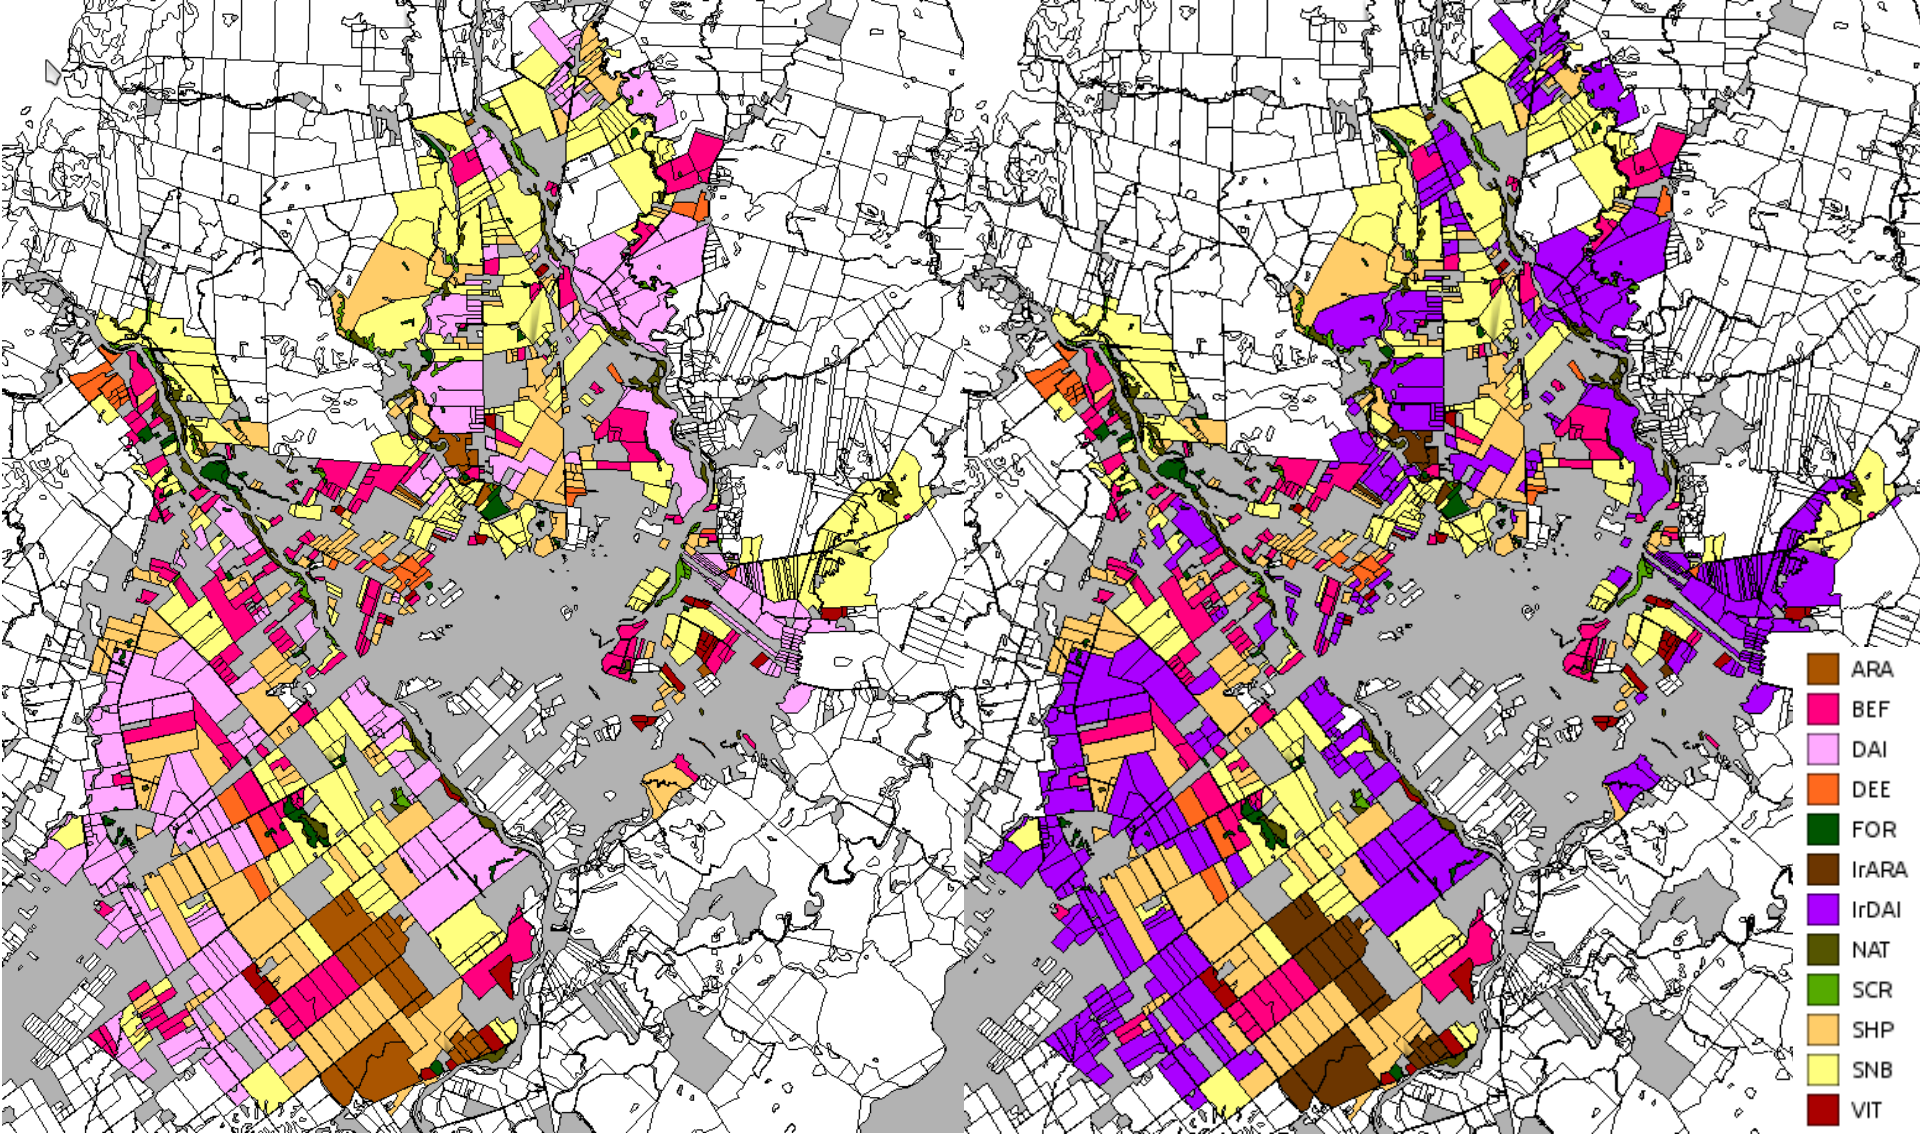 ARA
BEF
DAI
DEE
FOR
IrARA
IrDAI
NAT
SCR
SHP
SNB
VIT